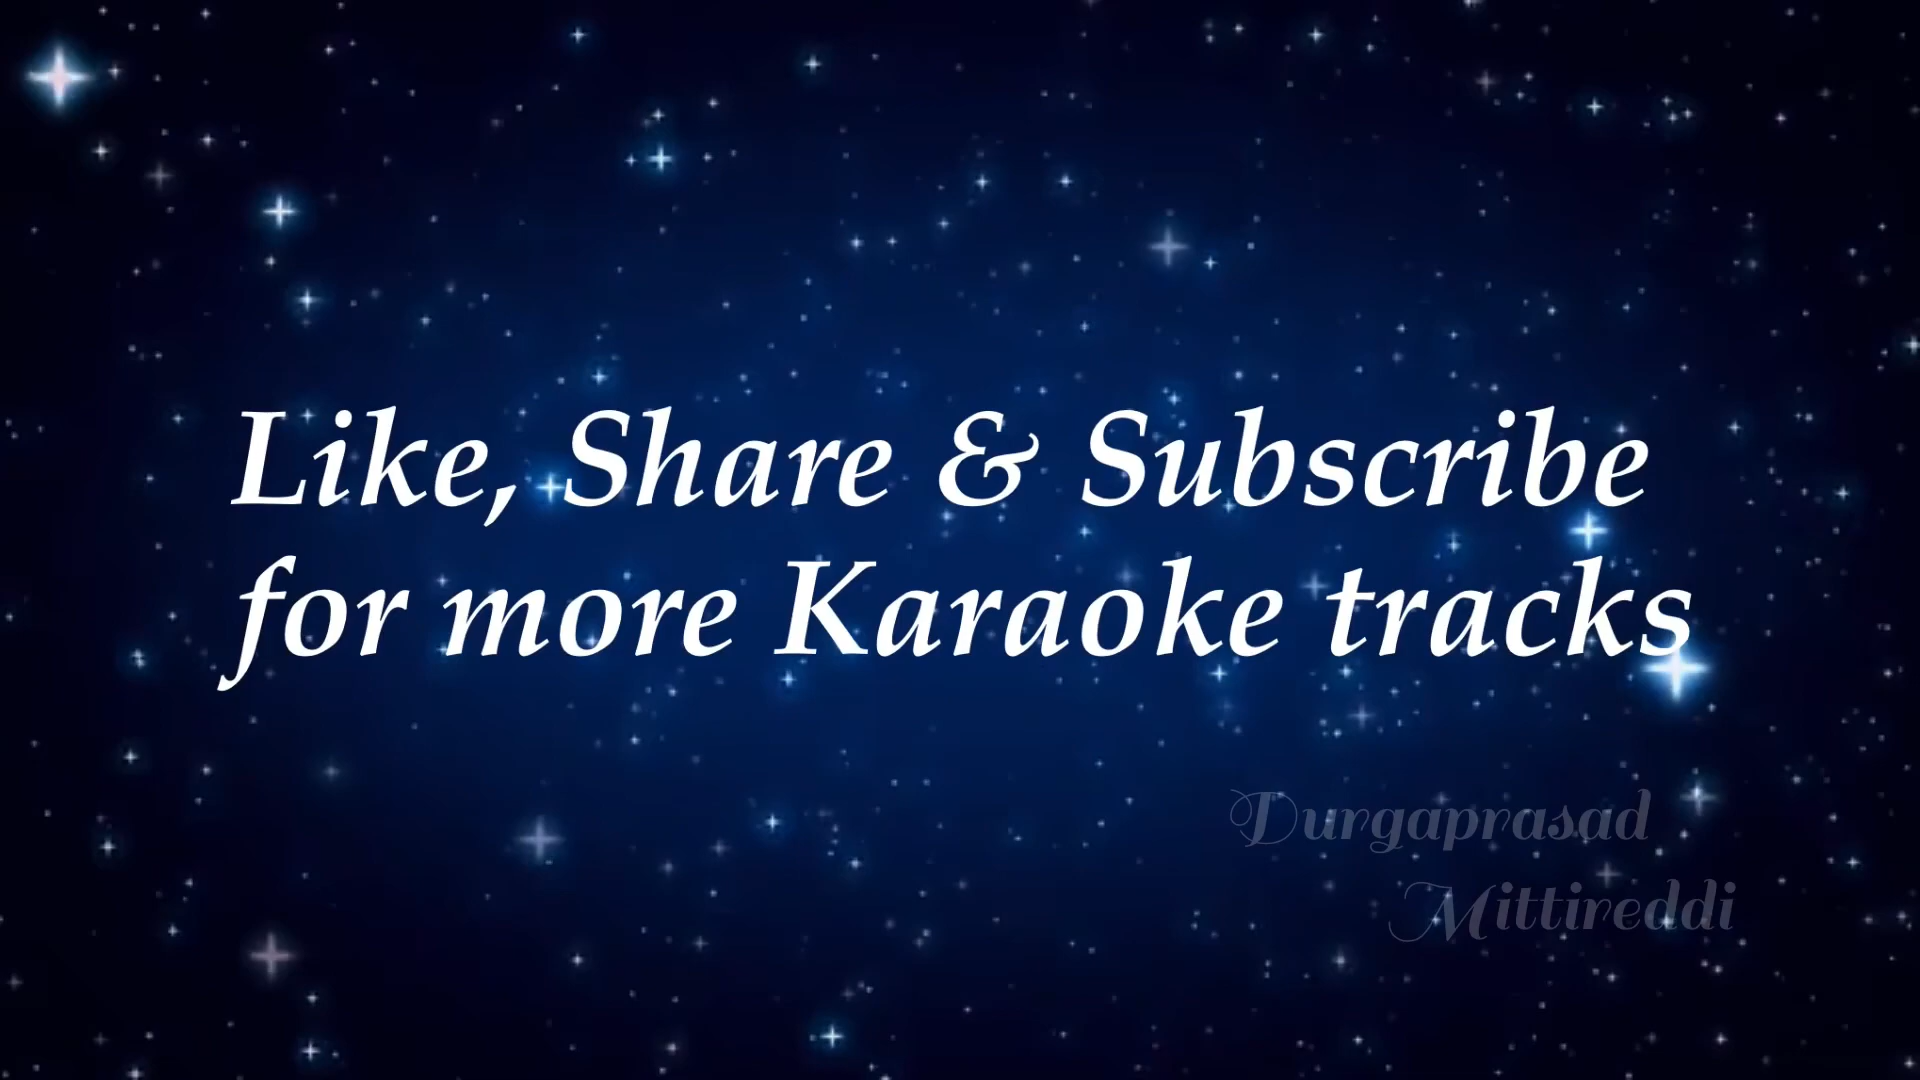 Like, Share & Subscribe
for more Karaoke tracks
Durgaprasad
Mittireddi